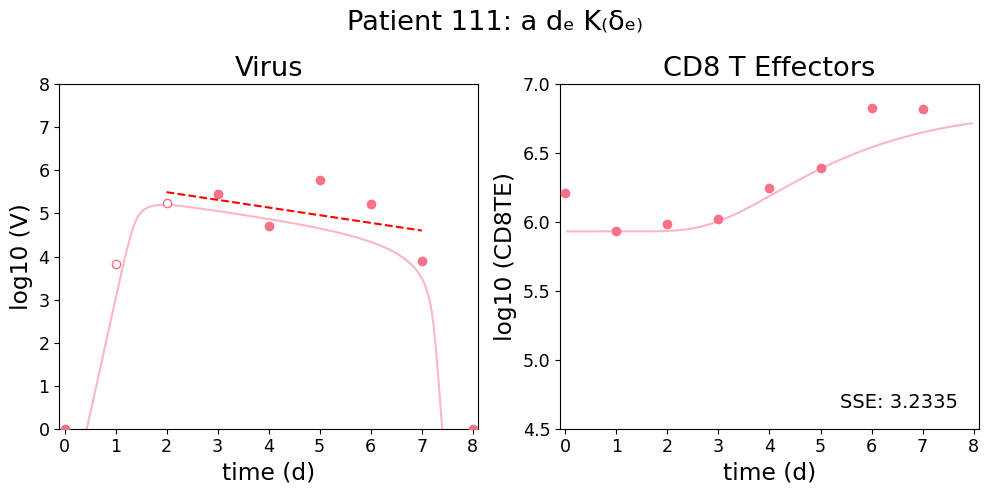 Patient 111: a dₑ K₍δₑ₎
Virus
CD8 T Effectors
log10 (V)
8
7
6
5
4
3
2
1
0
0 1 2 3 4 5 6 7 8
time (d)
log10 (CD8TE)
7.0
6.5
6.0
5.5
5.0
4.5
SSE: 3.2335
0 1 2 3 4 5 6 7 8
time (d)